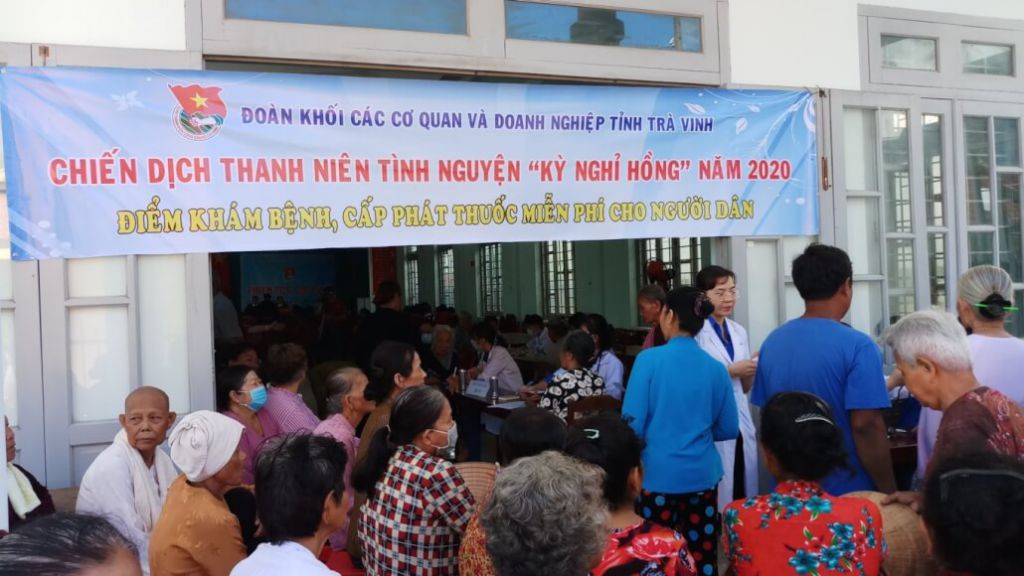 ĐOÀN KHỐI CÁC CƠ QUAN VÀ DOANH NGHIỆP TỈNH TRÀ VINH
CHIẾN DỊCH THANH NIÊN TÌNH NGUYỆN “KỲ NGHỈ HỒNG” NĂM 2020
ĐIỂM KHÁM BỆNH, CẤP PHÁT THUỐC MIỄN PHÍ CHO NGƯỜI DÂN